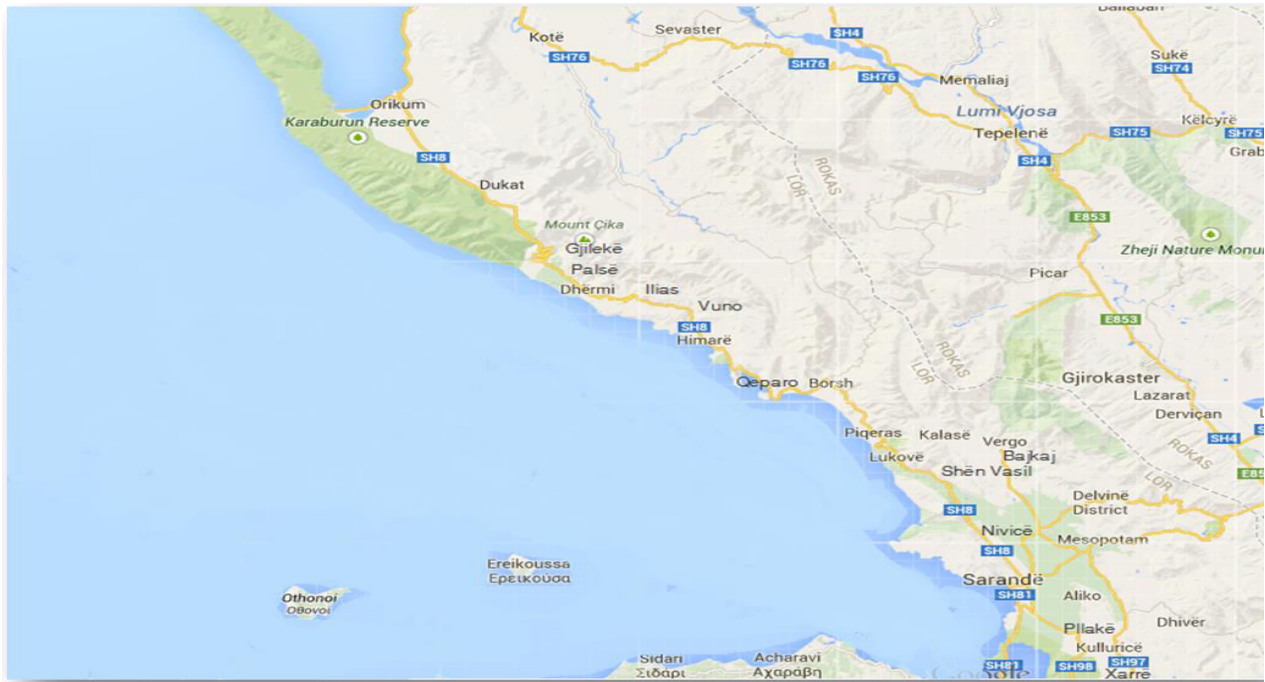 Ballaban
Kotë
Sevaster
SH4
SH76
SH76
SH76
Sukë
SH74
Memaliaj
Orikum
Karaburun Reserve
Lumi Vjosa
Tepelenë
SH75
Këlcyrë
SH75
Grab
SH8
SH4
ROKAS
LOR
Dukat
E853
Mount Çika
Gjilekë
Zheji Nature Monu
Palsë
Picar
Dhërmi
Ilias
Vuno
E853
SH8
Himarë
ROKAS
LOR
Qeparo
Borsh
Gjirokaster
Lazarat
Derviçan
Piqeras
Kalasë
Vergo
SH4
Lukovë
Bajkaj
ROKAS
Shën Vasil
LOR
E85
Delvinë
District
SH8
Nivicë
Mesopotam
SH8
Ereikoussa
Ερεικούσα
Sarandë
SH81
Othonoi
Οθονοί
Aliko
Pllakë
Dhivër
Kulluricë
Sidari
Σιδάρι
Acharavi
Αχαράβη
SH81
SH98
SH97
Xarrë